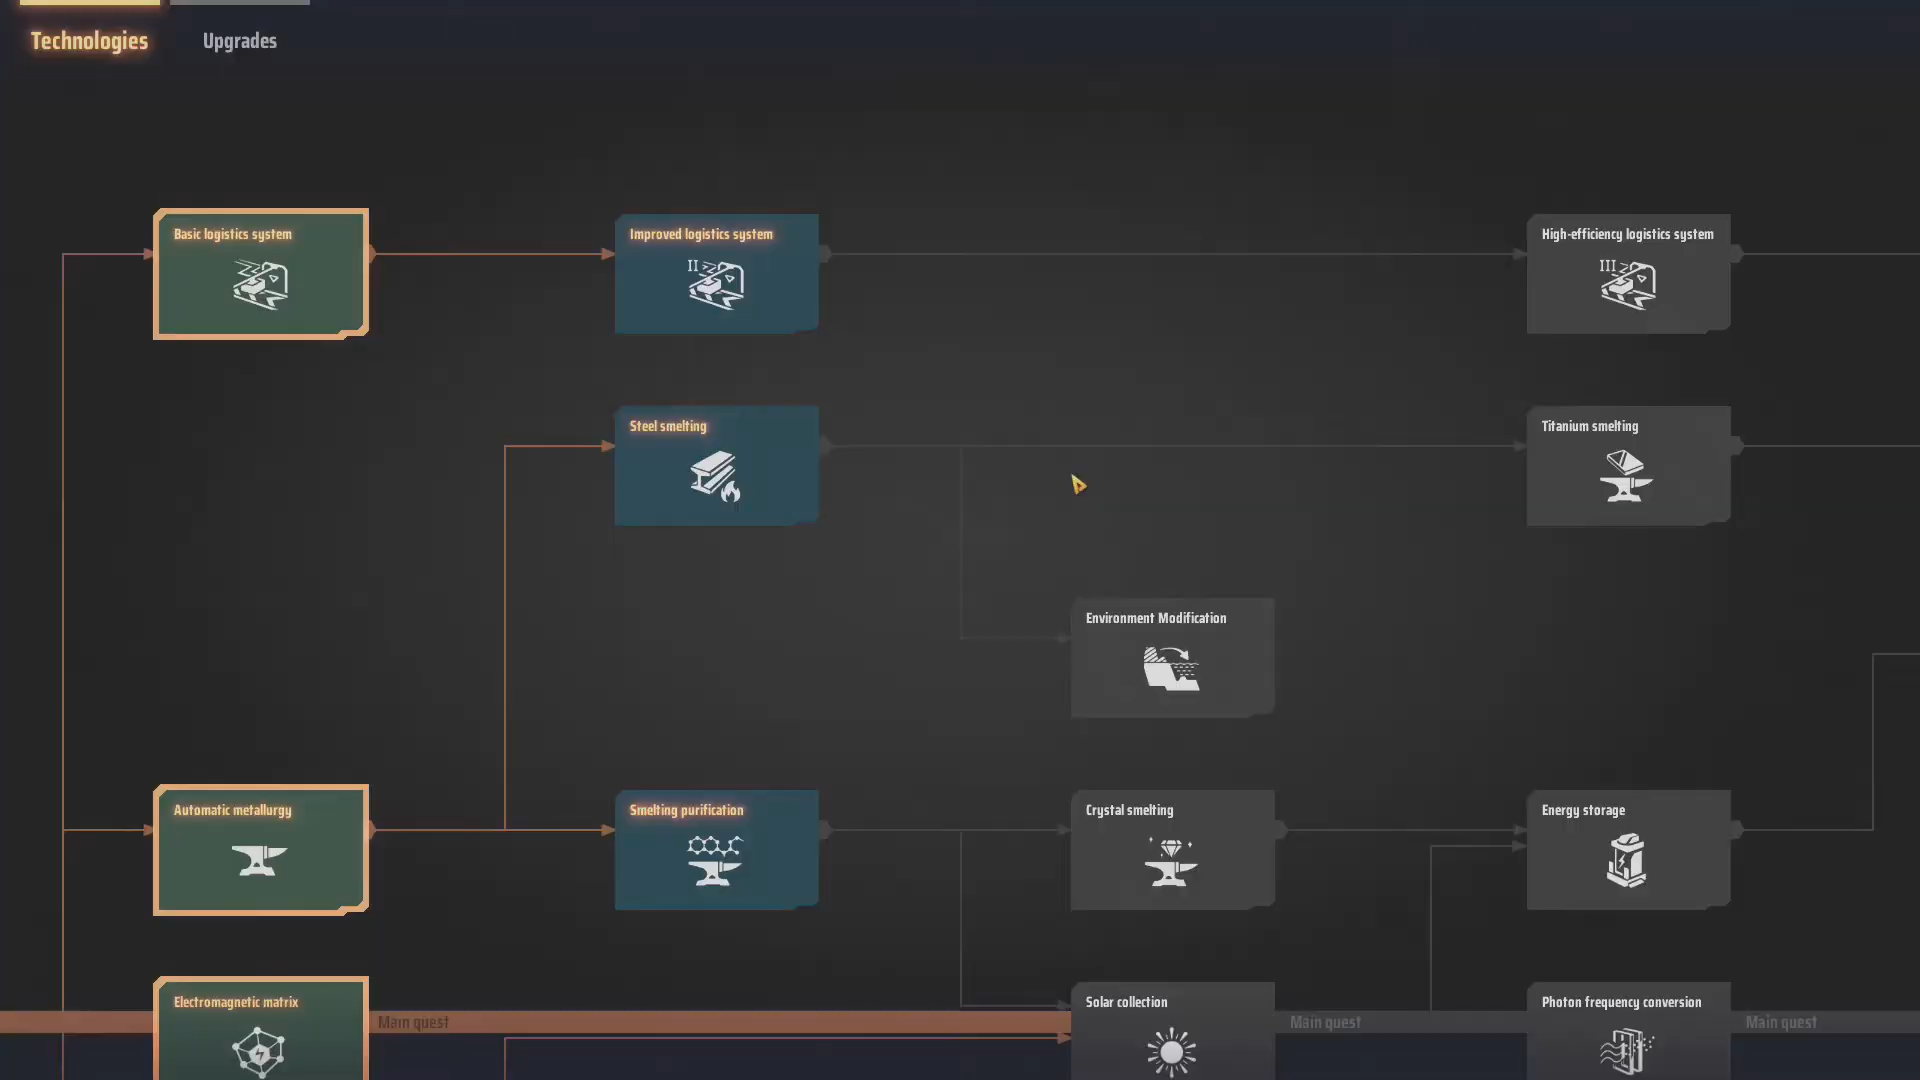 Technologies
Upgrades
Basic logistics system
Improved logistics system
High-efficiency logistics system
Steel smelting
Titanium smelting
Environment Modification
Automatic metallurgy
Smelting purification
Crystal smelting
Energy storage
Electromagnetic matrix
Solar collection
Photon frequency conversion
Main quest
Main quest
Main quest
II
III